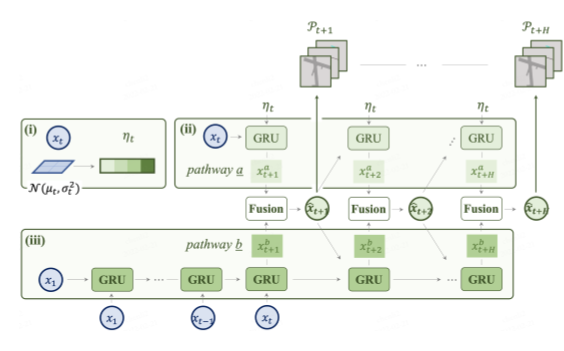 𝒫ₜ₊₁ ... 𝒫ₜ₊H
ηₜ ηₜ ηₜ
(i) xₜ ηₜ
𝒩(μₜ, σₜ²)
(ii) xₜ GRU GRU ... GRU
pathway a xᵃₜ₊₁ xᵃₜ₊₂ xᵃₜ₊H
Fusion x̂ₜ₊₁ Fusion x̂ₜ₊₂ Fusion x̂ₜ₊H
(iii) pathway b xᵇₜ₊₁ xᵇₜ₊₂ xᵇₜ₊H
x₁ GRU ... GRU GRU GRU ... GRU
x₁ xₜ₋₁ xₜ